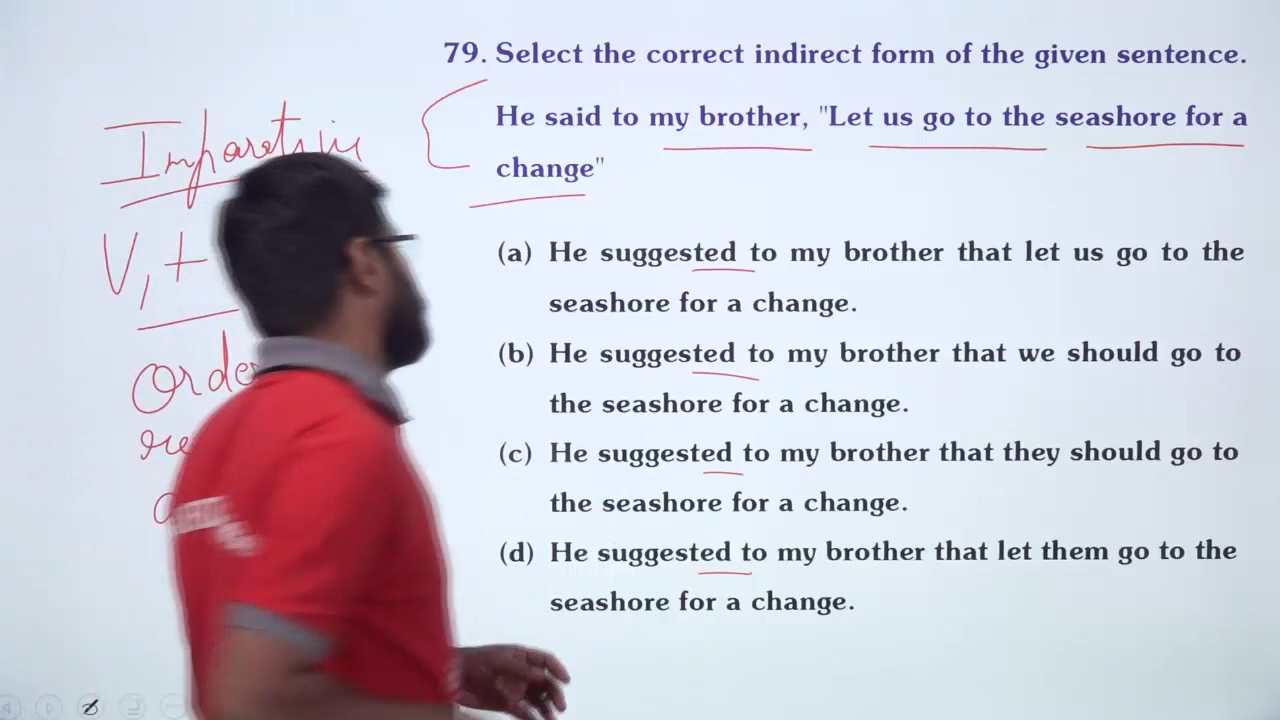 79. Select the correct indirect form of the given sentence.
He said to my brother, "Let us go to the seashore for a
change"
(a) He suggested to my brother that let us go to the
seashore for a change.
(b) He suggested to my brother that we should go to
the seashore for a change.
(c) He suggested to my brother that they should go to
the seashore for a change.
(d) He suggested to my brother that let them go to the
seashore for a change.
Imparativ
V, +
Orde
re